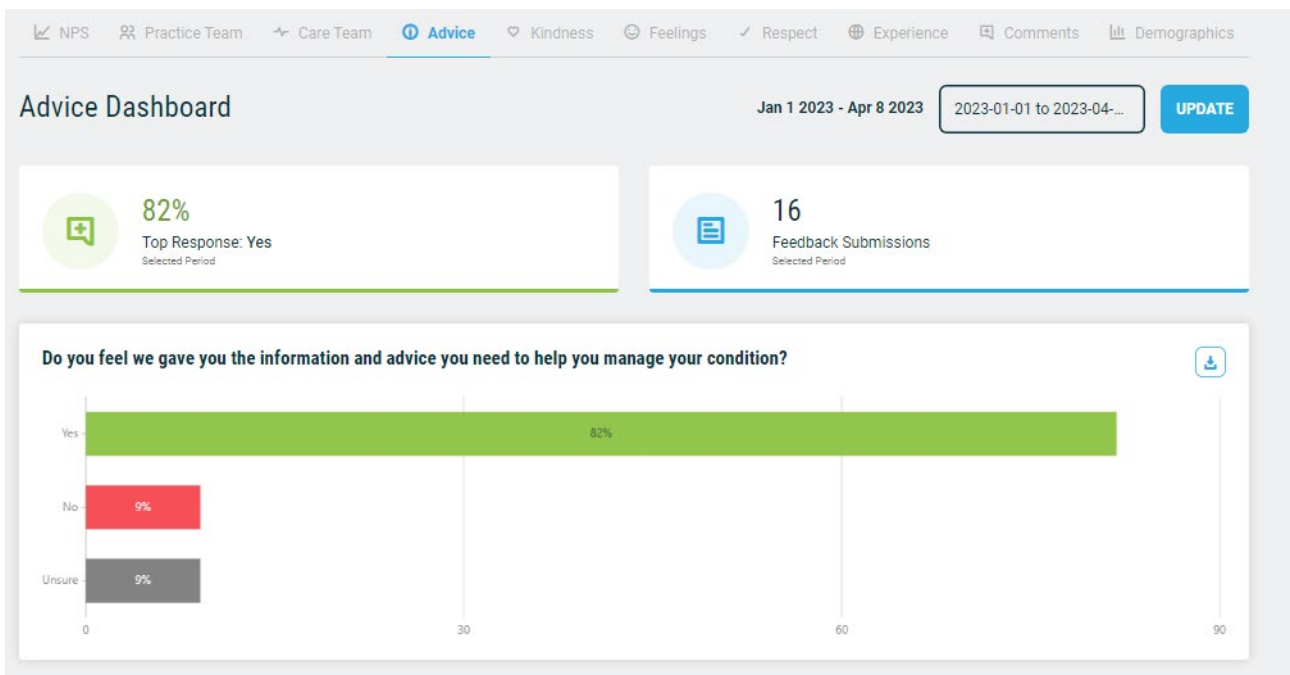 NPS Practice Team Care Team Advice Kindness Feelings Respect Experience Comments Demographics
Advice Dashboard
Jan 1 2023 - Apr 8 2023
2023-01-01 to 2023-04-...
UPDATE
82%
Top Response: Yes
Selected Period
16
Feedback Submissions
Selected Period
Do you feel we gave you the information and advice you need to help you manage your condition?
Yes
82%
No
9%
Unsure
9%
0 30 60 90